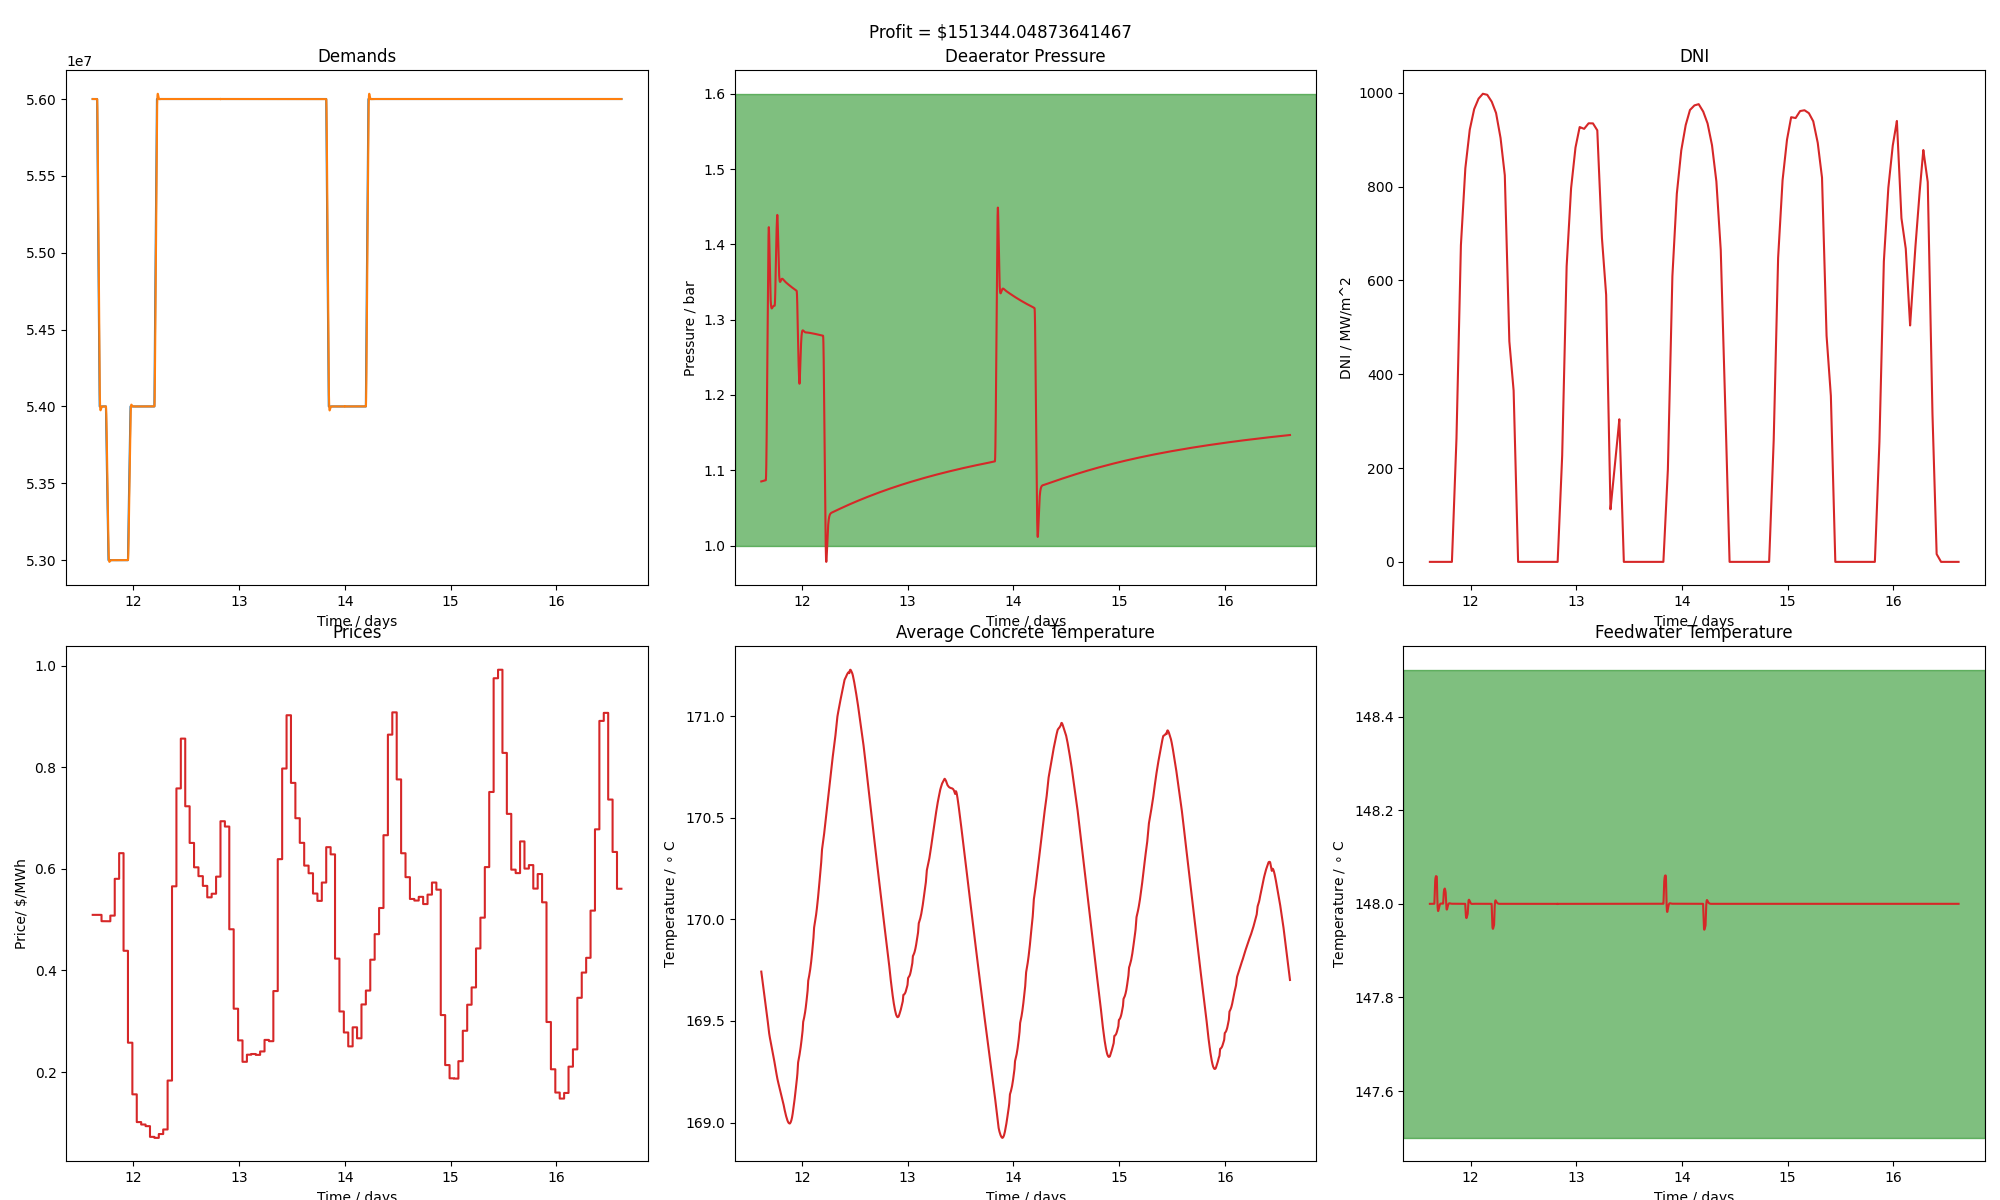 Profit = $151344.04873641467
Demands
1e7
5.60
5.55
5.50
5.45
5.40
5.35
5.30
12 13 14 15 16
Time / days
Deaerator Pressure
Pressure / bar
1.6
1.5
1.4
1.3
1.2
1.1
1.0
12 13 14 15 16
Time / days
DNI
DNI / MW/m^2
1000
800
600
400
200
0
12 13 14 15 16
Time / days
Prices
Price/ $/MWh
1.0
0.8
0.6
0.4
0.2
12 13 14 15 16
Time / days
Average Concrete Temperature
Temperature / ∘ C
171.0
170.5
170.0
169.5
169.0
12 13 14 15 16
Time / days
Feedwater Temperature
Temperature / ∘ C
148.4
148.2
148.0
147.8
147.6
12 13 14 15 16
Time / days